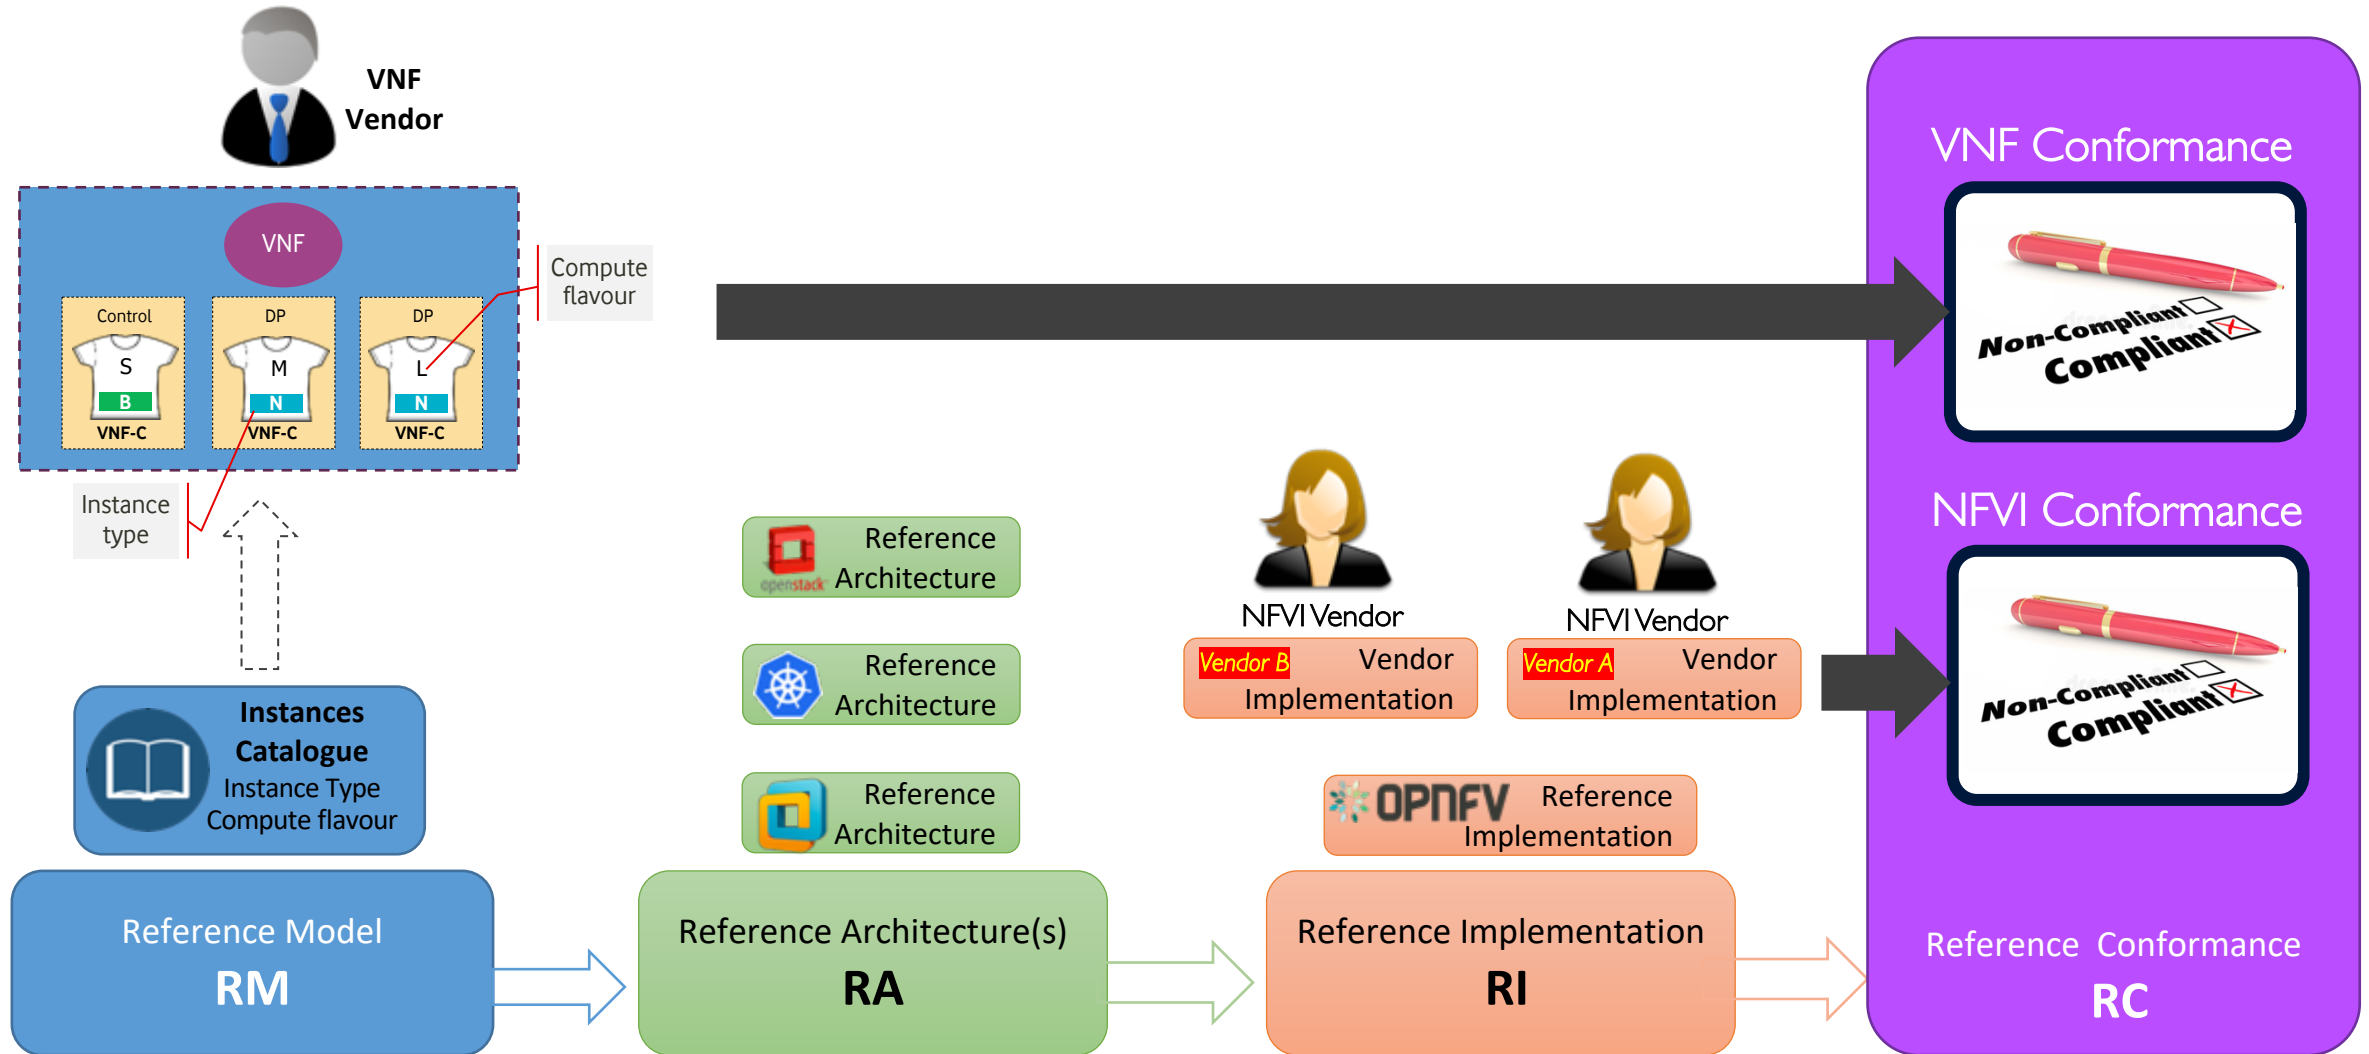 VNF
Vendor
VNF
Control
S
B
VNF-C
DP
M
N
VNF-C
DP
L
N
VNF-C
Compute
flavour
Instance
type
Instances
Catalogue
Instance Type
Compute flavour
Reference Model
RM
openstack
Reference
Architecture
Reference
Architecture
Reference
Architecture
Reference Architecture(s)
RA
NFVI Vendor
Vendor B
Vendor
Implementation
NFVI Vendor
Vendor A
Vendor
Implementation
OPNFV
Reference
Implementation
Reference Implementation
RI
VNF Conformance
Non-Compliant
Compliant
NFVI Conformance
Non-Compliant
Compliant
Reference Conformance
RC